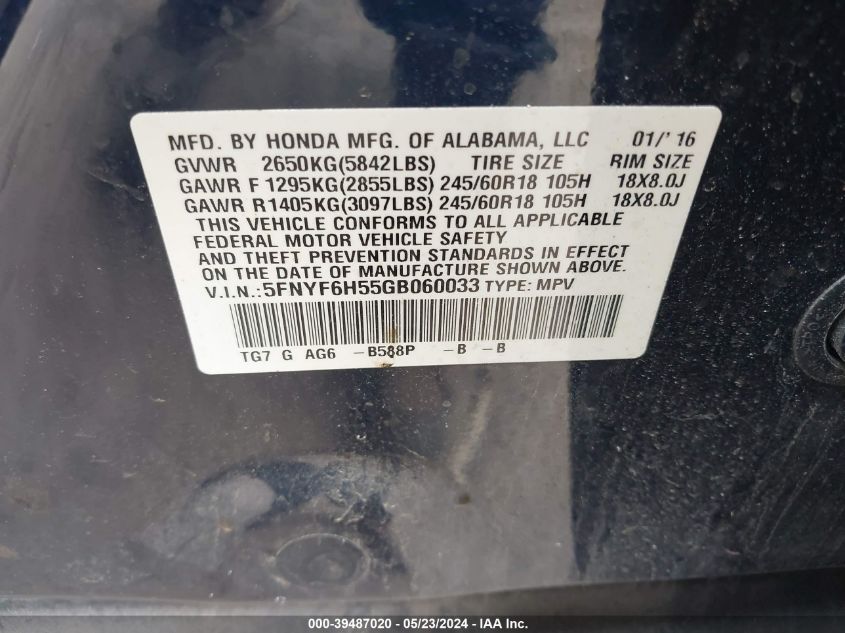 MFD. BY HONDA MFG. OF ALABAMA, LLC 01/'16
GVWR 2650KG(5842LBS) TIRE SIZE RIM SIZE
GAWR F 1295KG(2855LBS) 245/60R18 105H 18X8.0J
GAWR R1405KG(3097LBS) 245/60R18 105H 18X8.0J
THIS VEHICLE CONFORMS TO ALL APPLICABLE
FEDERAL MOTOR VEHICLE SAFETY
AND THEFT PREVENTION STANDARDS IN EFFECT
ON THE DATE OF MANUFACTURE SHOWN ABOVE.
V.I.N.:5FNYF6H55GB060033 TYPE: MPV
TG7 G AG6 -B588P -B -B
000-39487020 - 05/23/2024 - IAA Inc.